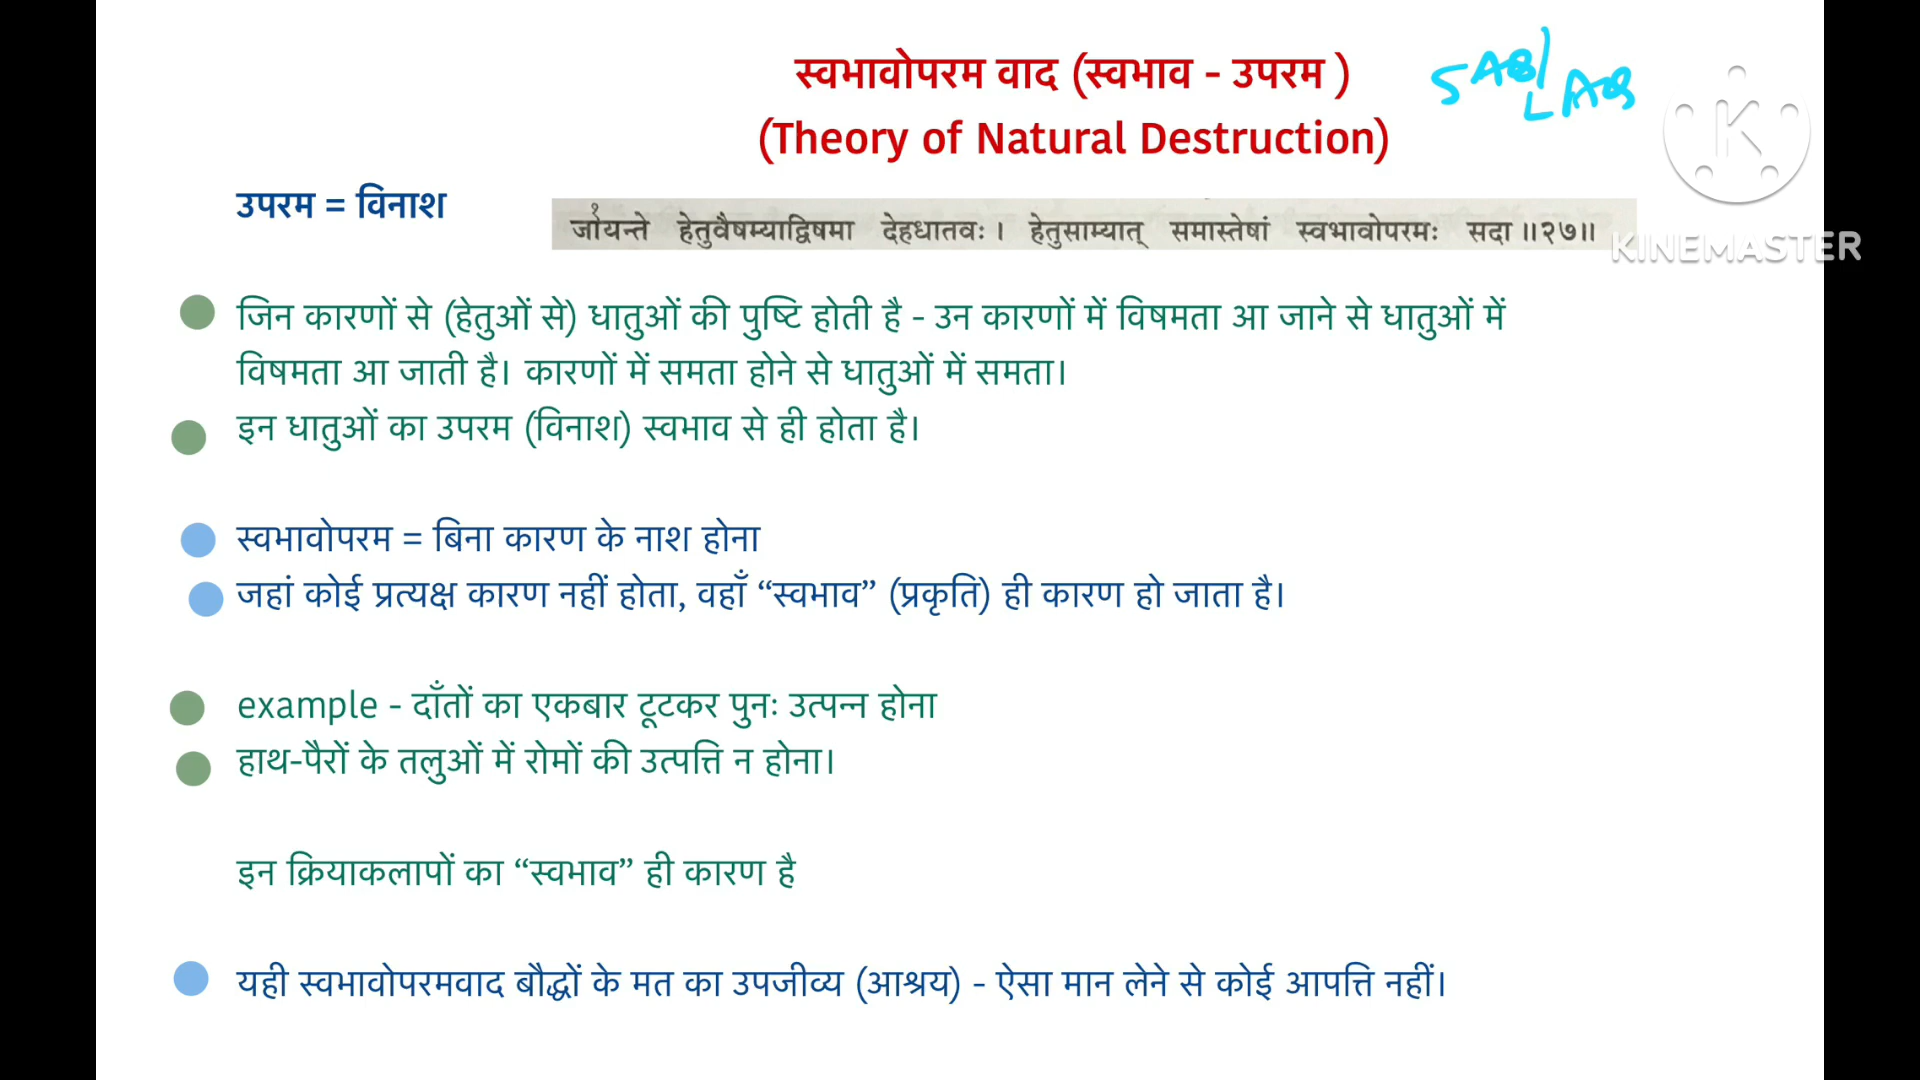 स्वभावोपरम वाद (स्वभाव - उपरम )
SAB/
LAB
(Theory of Natural Destruction)
K
KINEMASTER
उपरम = विनाश
जायन्ते हेतुवैषम्याद्विषमा देहधातवः । हेतुसाम्यात् समास्तेषां स्वभावोपरमः सदा ॥२७॥
जिन कारणों से (हेतुओं से) धातुओं की पुष्टि होती है - उन कारणों में विषमता आ जाने से धातुओं में
विषमता आ जाती है। कारणों में समता होने से धातुओं में समता।
इन धातुओं का उपरम (विनाश) स्वभाव से ही होता है।
स्वभावोपरम = बिना कारण के नाश होना
जहां कोई प्रत्यक्ष कारण नहीं होता, वहाँ “स्वभाव” (प्रकृति) ही कारण हो जाता है।
example - दाँतों का एकबार टूटकर पुनः उत्पन्न होना
हाथ-पैरों के तलुओं में रोमों की उत्पत्ति न होना।
इन क्रियाकलापों का “स्वभाव” ही कारण है
यही स्वभावोपरमवाद बौद्धों के मत का उपजीव्य (आश्रय) - ऐसा मान लेने से कोई आपत्ति नहीं।